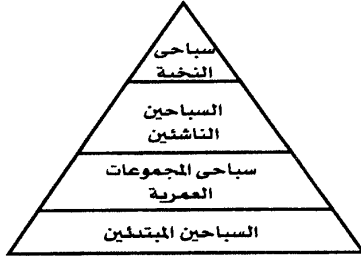 سباحى
النخبة
السباحين
الناشئين
سباحى المجموعات
العمرية
السباحين المبتدئين